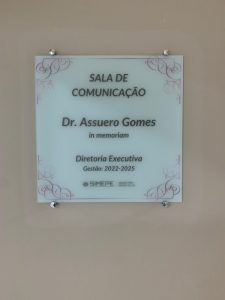 SALA DE
COMUNICAÇÃO
Dr. Assuero Gomes
in memoriam
Diretoria Executiva
Gestão: 2022-2025
SIMEPE